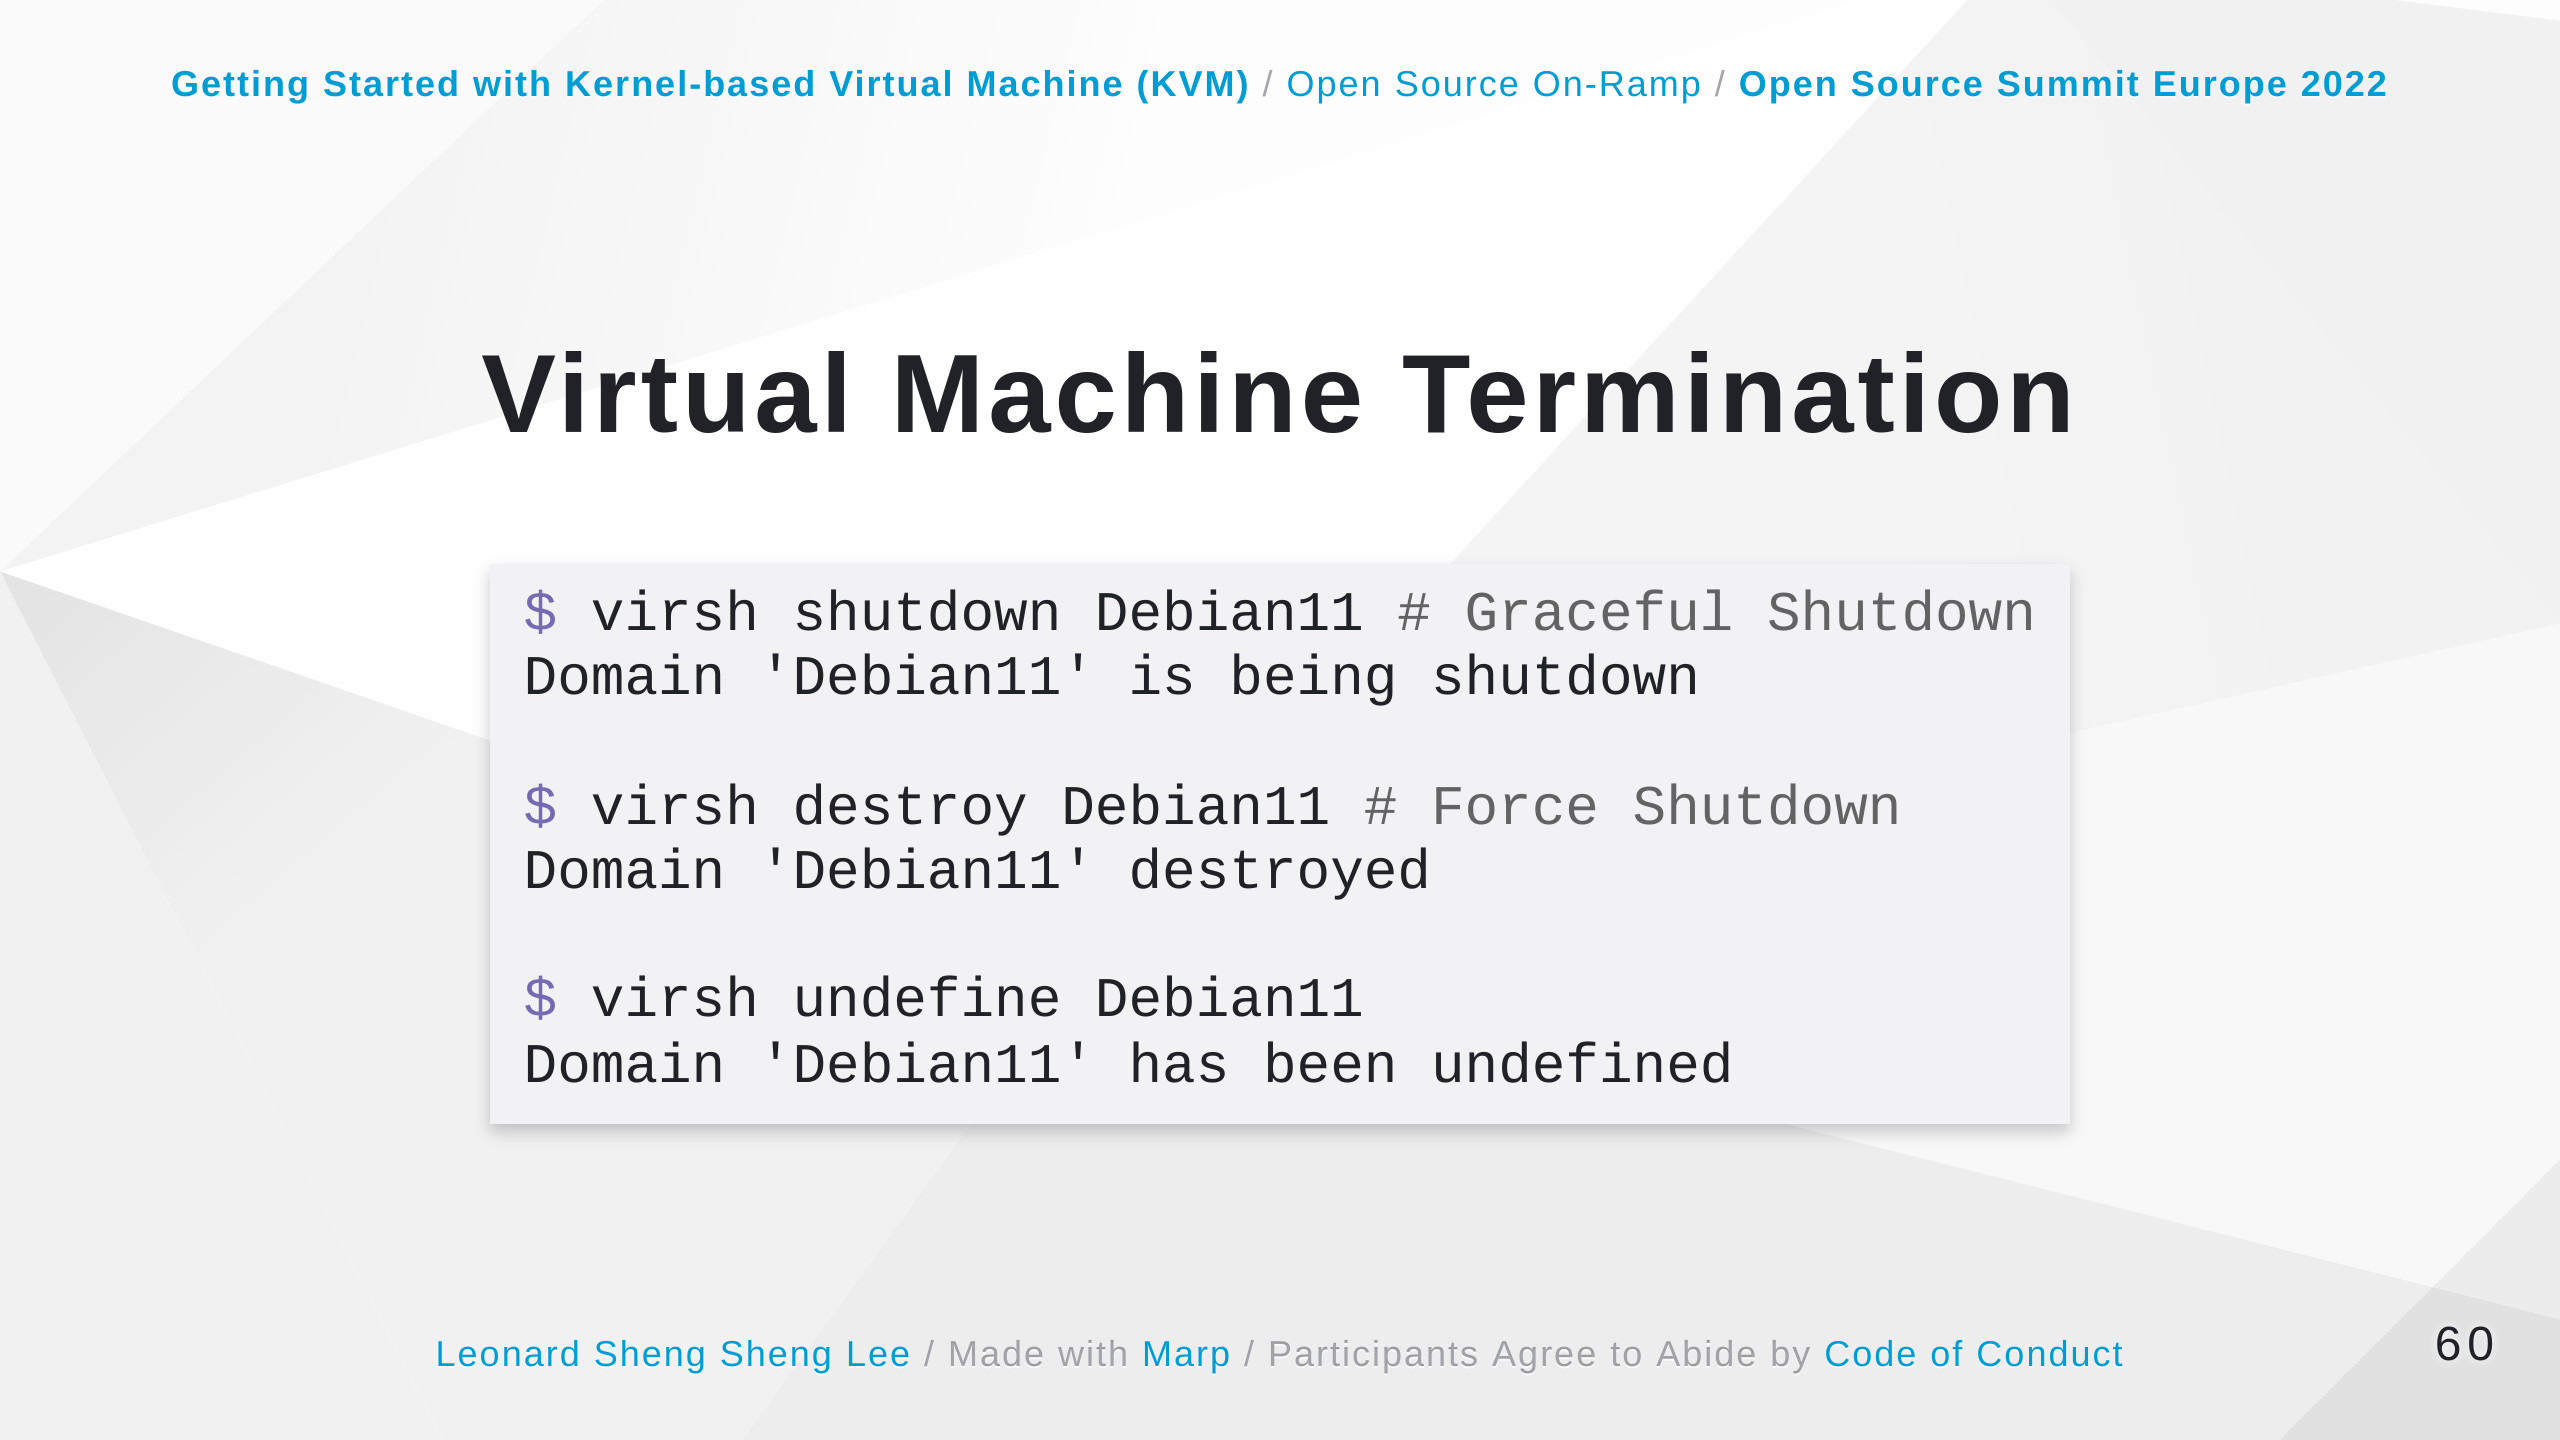 Getting Started with Kernel-based Virtual Machine (KVM) / Open Source On-Ramp / Open Source Summit Europe 2022
Virtual Machine Termination
$ virsh shutdown Debian11 # Graceful Shutdown
Domain 'Debian11' is being shutdown
$ virsh destroy Debian11 # Force Shutdown
Domain 'Debian11' destroyed
$ virsh undefine Debian11
Domain 'Debian11' has been undefined
Leonard Sheng Sheng Lee / Made with Marp / Participants Agree to Abide by Code of Conduct
60